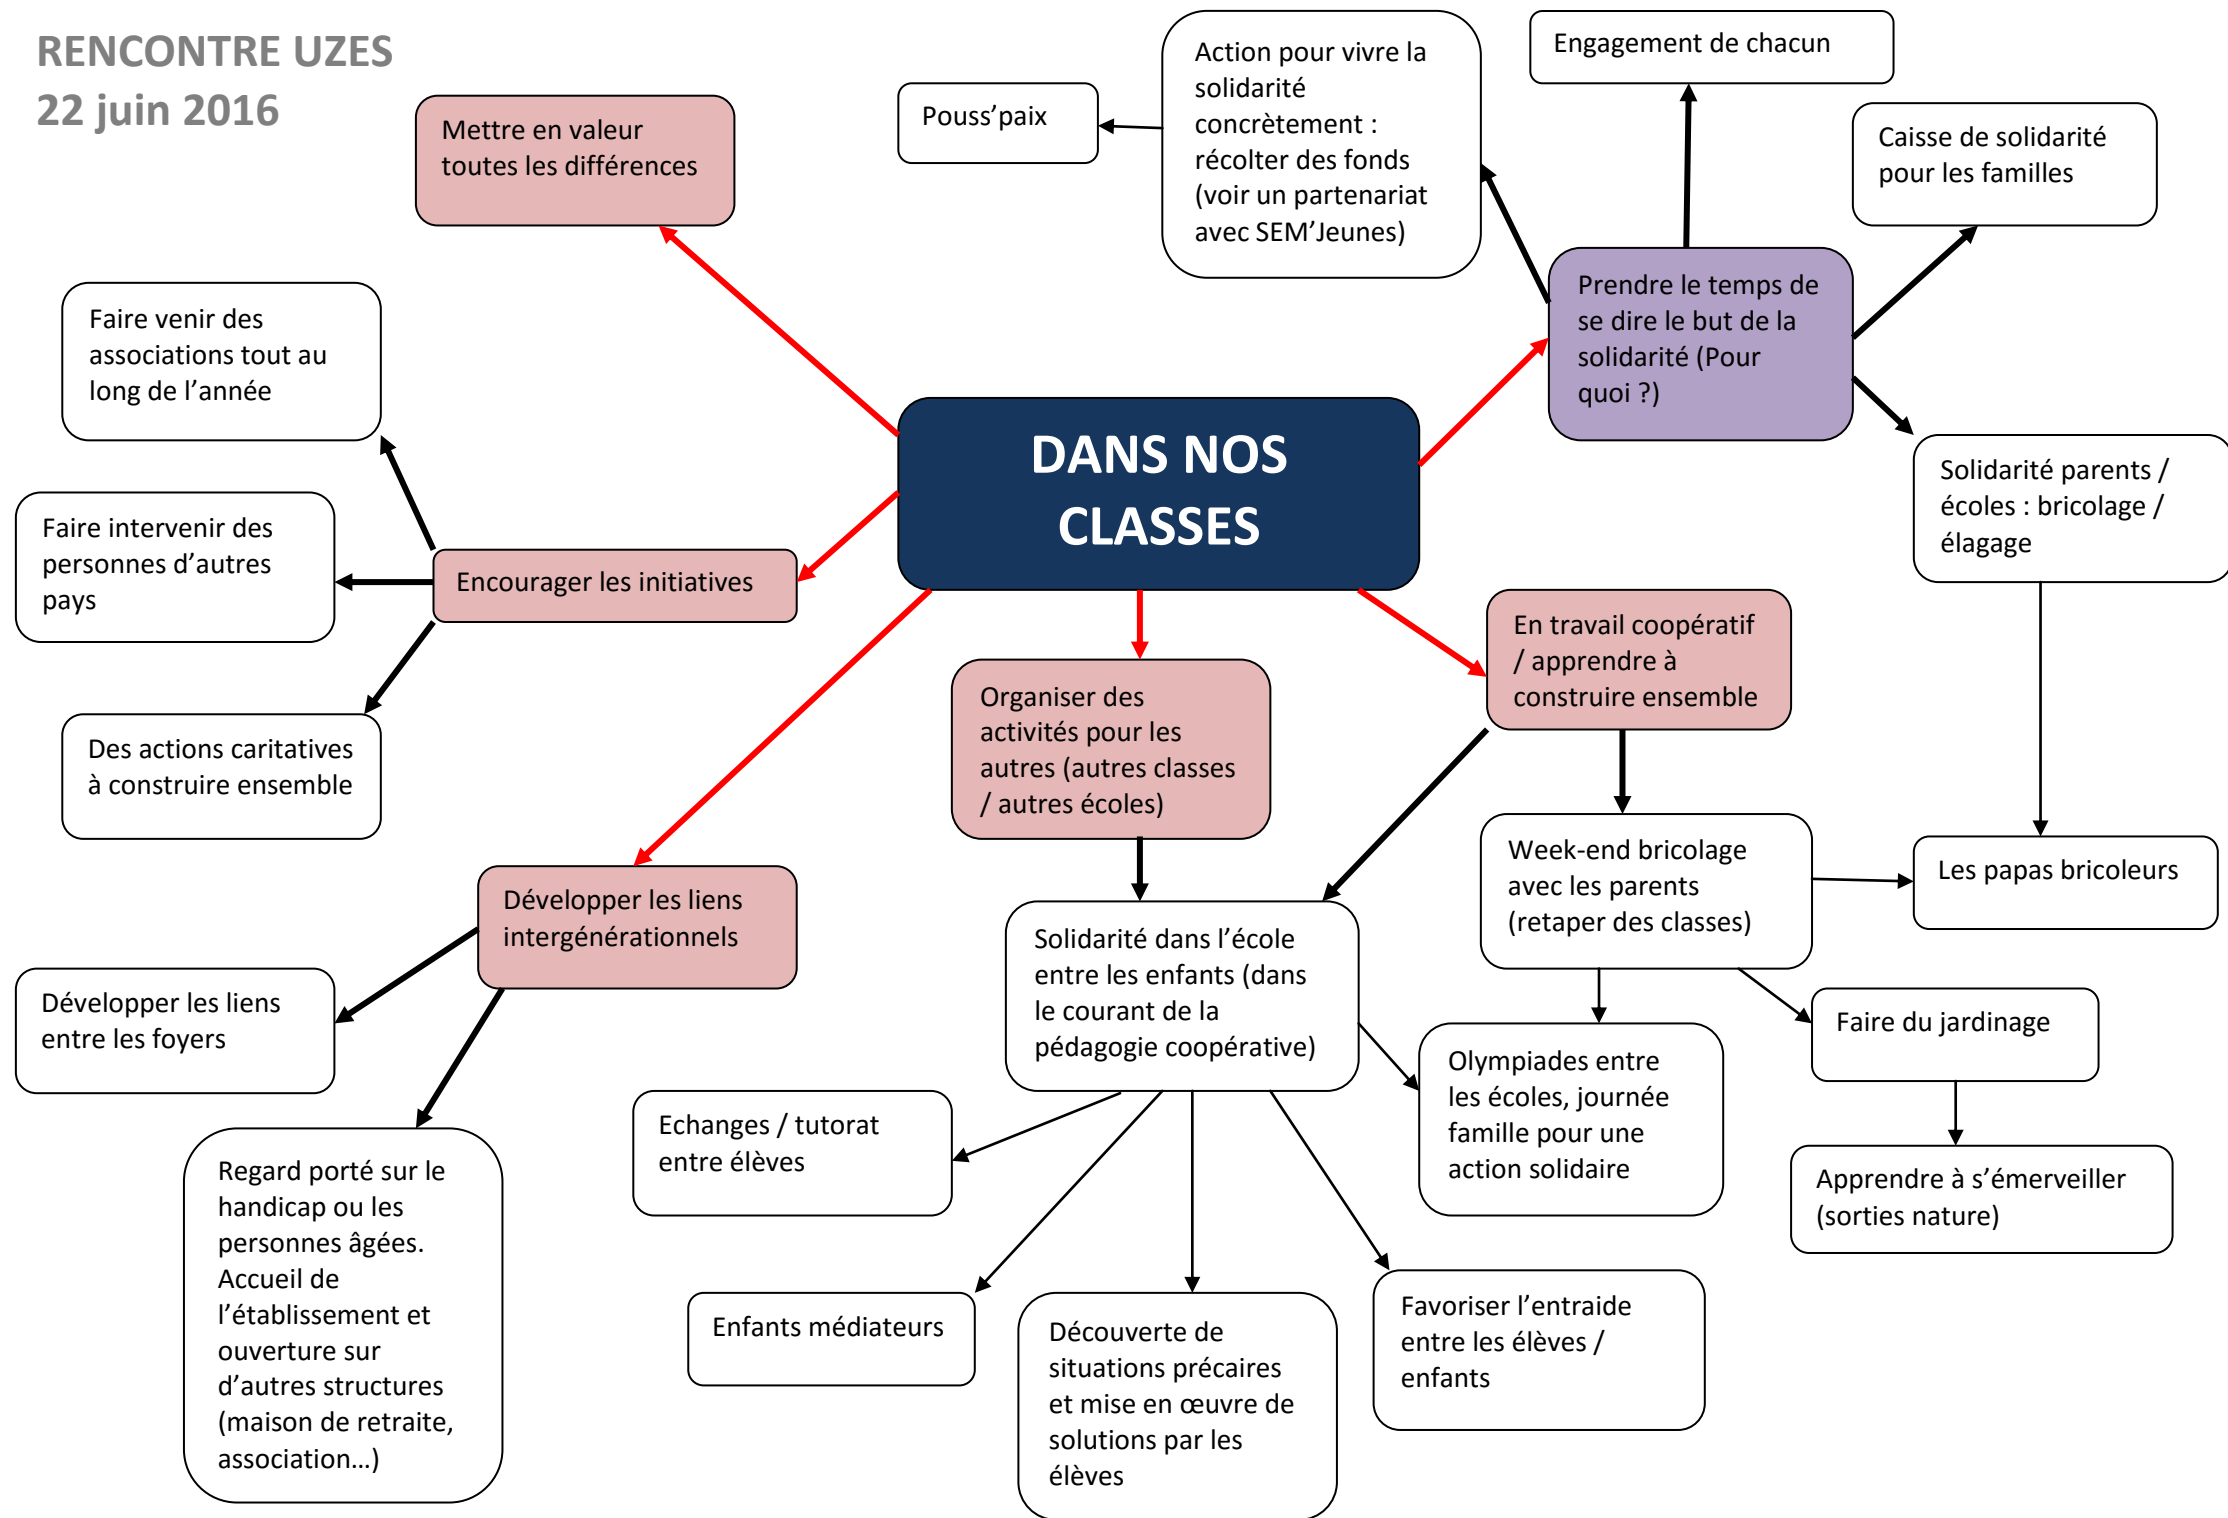 RENCONTRE UZES
22 juin 2016
Mettre en valeur
toutes les différences
Pouss’paix
Action pour vivre la
solidarité
concrètement :
récolter des fonds
(voir un partenariat
avec SEM’Jeunes)
Engagement de chacun
Caisse de solidarité
pour les familles
Prendre le temps de
se dire le but de la
solidarité (Pour
quoi ?)
Faire venir des
associations tout au
long de l’année
DANS NOS
CLASSES
Solidarité parents /
écoles : bricolage /
élagage
Faire intervenir des
personnes d’autres
pays
Encourager les initiatives
Des actions caritatives
à construire ensemble
Organiser des
activités pour les
autres (autres classes
/ autres écoles)
En travail coopératif
/ apprendre à
construire ensemble
Week-end bricolage
avec les parents
(retaper des classes)
Les papas bricoleurs
Développer les liens
intergénérationnels
Solidarité dans l’école
entre les enfants (dans
le courant de la
pédagogie coopérative)
Développer les liens
entre les foyers
Faire du jardinage
Olympiades entre
les écoles, journée
famille pour une
action solidaire
Echanges / tutorat
entre élèves
Apprendre à s’émerveiller
(sorties nature)
Regard porté sur le
handicap ou les
personnes âgées.
Accueil de
l’établissement et
ouverture sur
d’autres structures
(maison de retraite,
association…)
Enfants médiateurs
Découverte de
situations précaires
et mise en œuvre de
solutions par les
élèves
Favoriser l’entraide
entre les élèves /
enfants